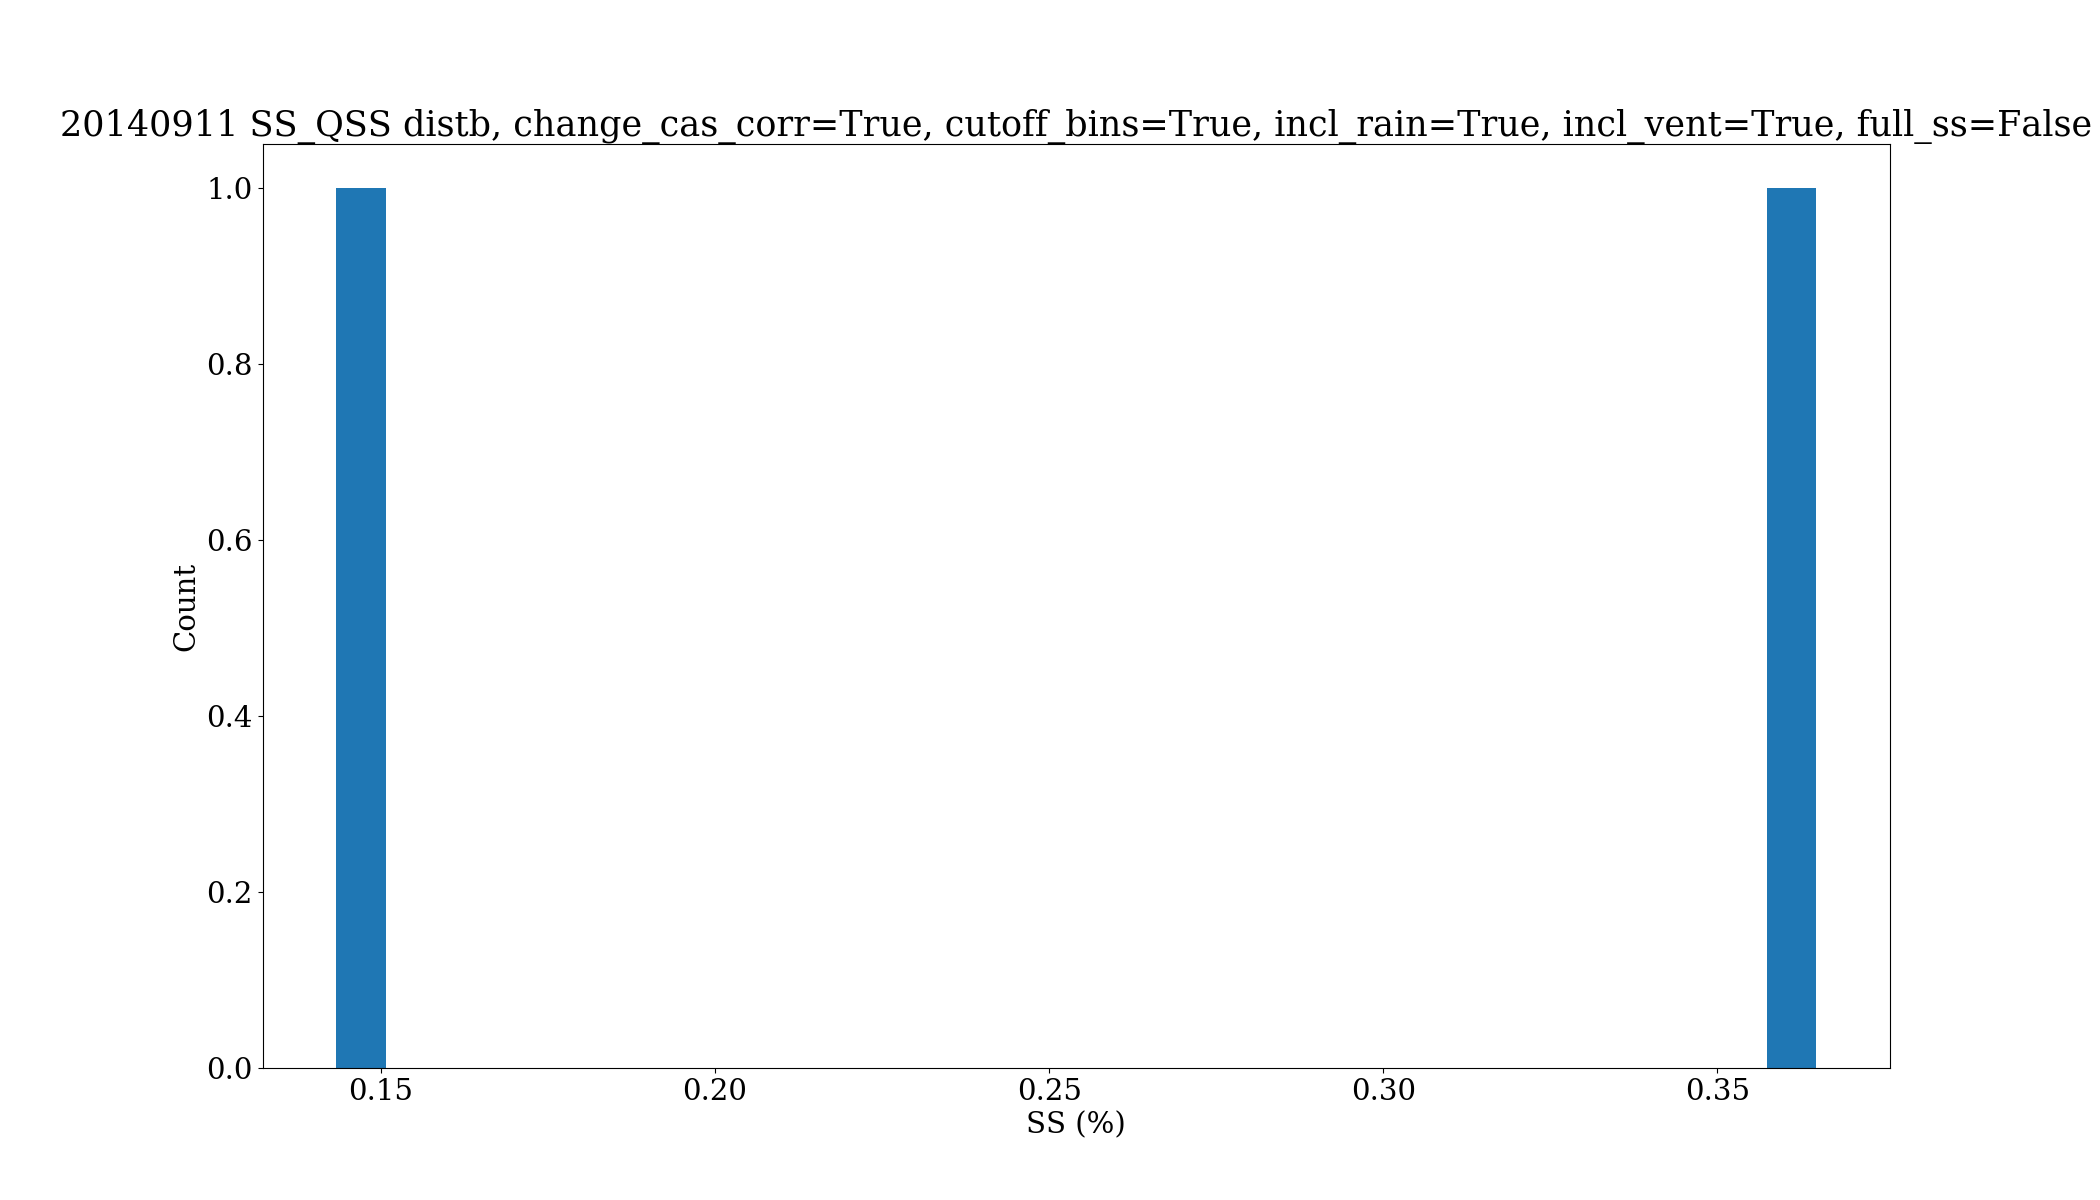 20140911 SS_QSS distb, change_cas_corr=True, cutoff_bins=True, incl_rain=True, incl_vent=True, full_ss=False
1.0
0.8
0.6
0.4
0.2
0.0
Count
0.15 0.20 0.25 0.30 0.35
SS (%)